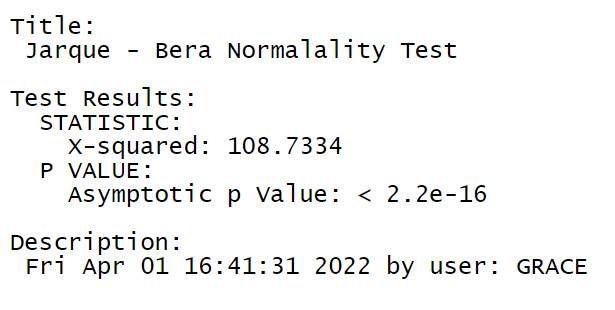 Title:
Jarque - Bera Normalality Test
Test Results:
STATISTIC:
X-squared: 108.7334
P VALUE:
Asymptotic p Value: < 2.2e-16
Description:
Fri Apr 01 16:41:31 2022 by user: GRACE